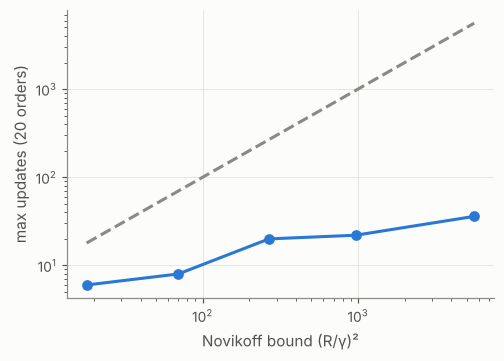 max updates (20 orders)
10³
10²
10¹
10²
10³
Novikoff bound (R/γ)²